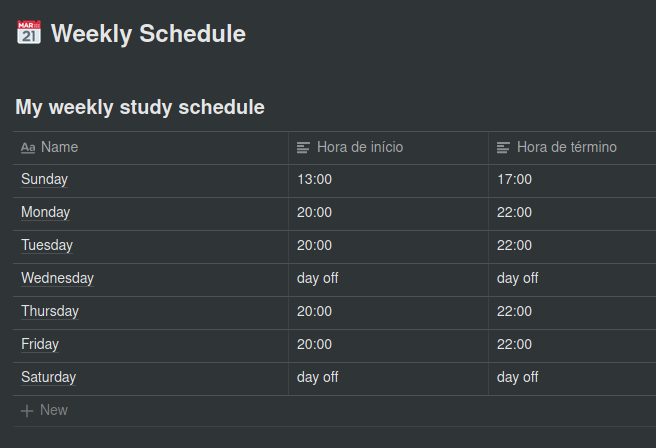 MAR
21
Weekly Schedule
My weekly study schedule
Aa Name Hora de início Hora de término
Sunday 13:00 17:00
Monday 20:00 22:00
Tuesday 20:00 22:00
Wednesday day off day off
Thursday 20:00 22:00
Friday 20:00 22:00
Saturday day off day off
+ New